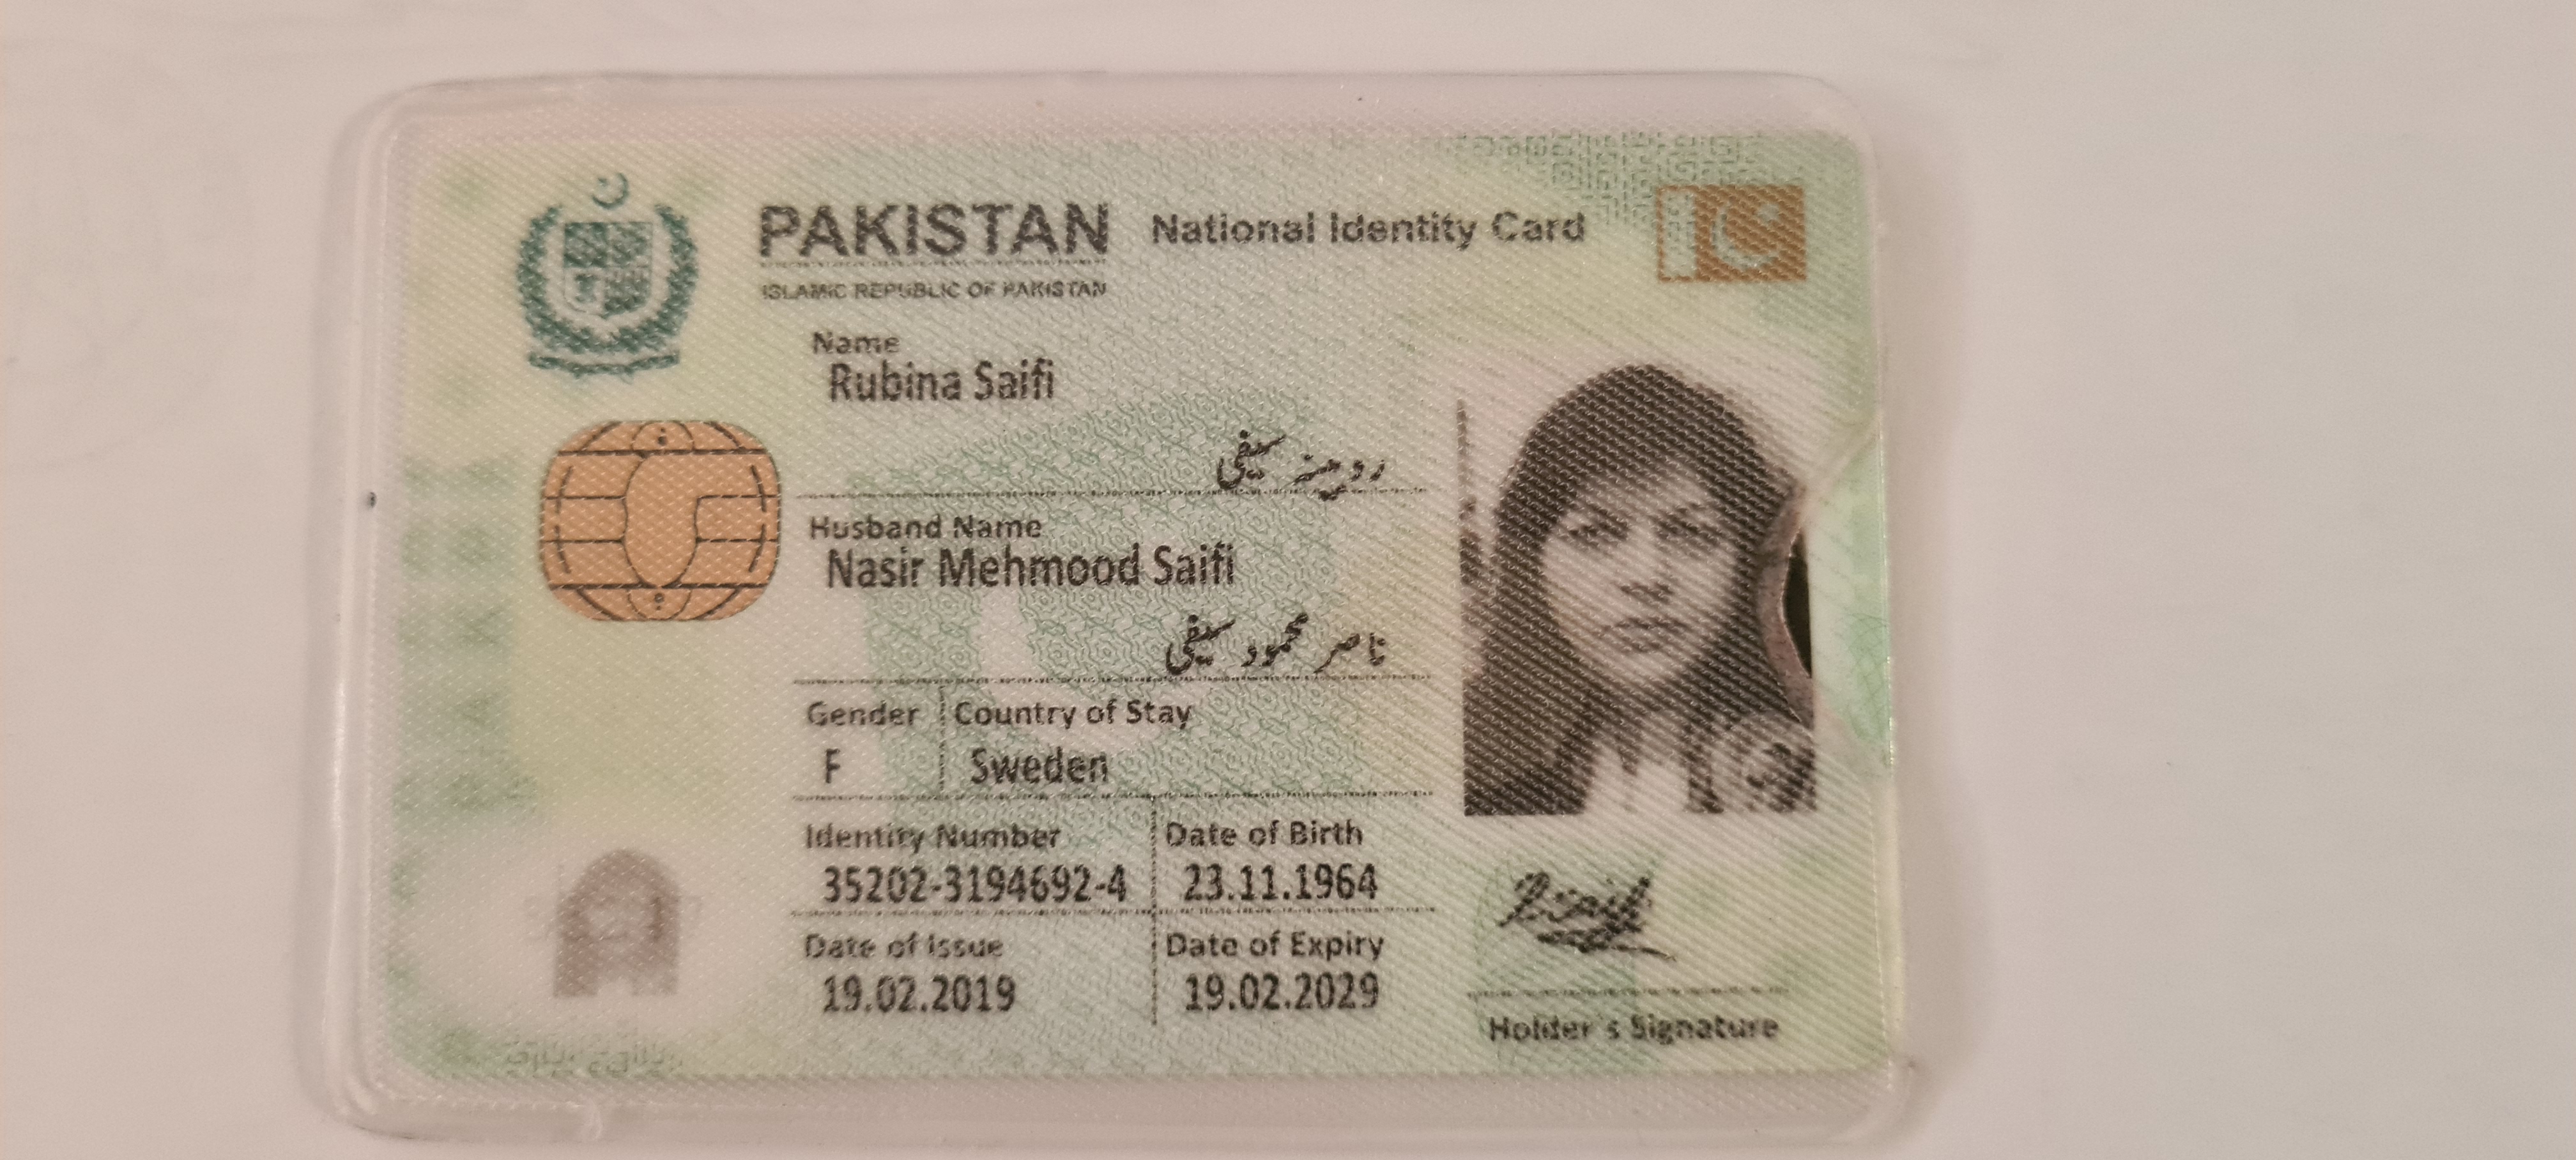 PAKISTAN National Identity Card
ISLAMIC REPUBLIC OF PAKISTAN
Name
Rubina Saifi
روبینہ سیفی
Husband Name
Nasir Mehmood Saifi
ناصر محمود سیفی
Gender Country of Stay
F Sweden
Identity Number Date of Birth
35202-3194692-4 23.11.1964
Date of Issue Date of Expiry
19.02.2019 19.02.2029
Holder's Signature